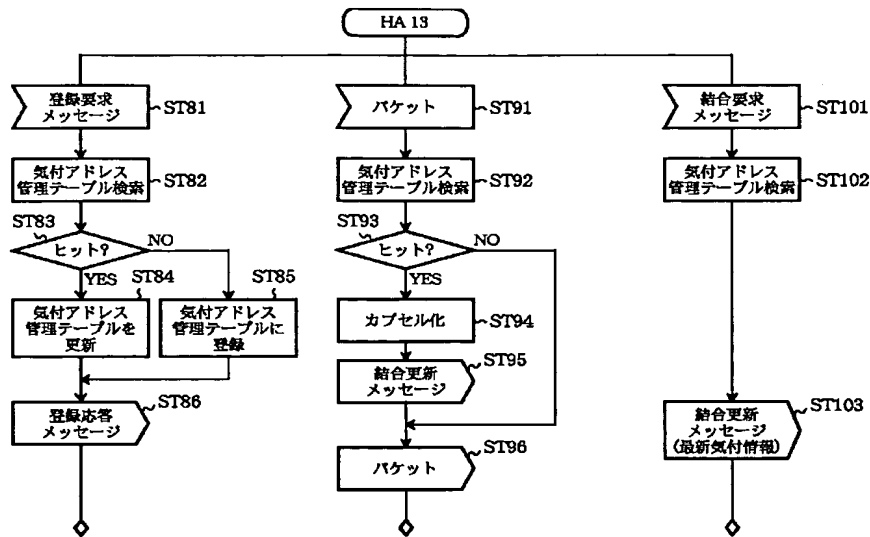 HA 13
登録要求
メッセージ
ST81
気付アドレス
管理テーブル検索
ST82
ST83
ヒット?
NO
YES
ST84
気付アドレス
管理テーブルを
更新
ST85
気付アドレス
管理テーブルに
登録
ST86
登録応答
メッセージ
パケット
ST91
気付アドレス
管理テーブル検索
ST92
ST93
ヒット?
NO
YES
カプセル化
ST94
結合更新
メッセージ
ST95
パケット
ST96
結合要求
メッセージ
ST101
気付アドレス
管理テーブル検索
ST102
結合更新
メッセージ
(最新気付情報)
ST103